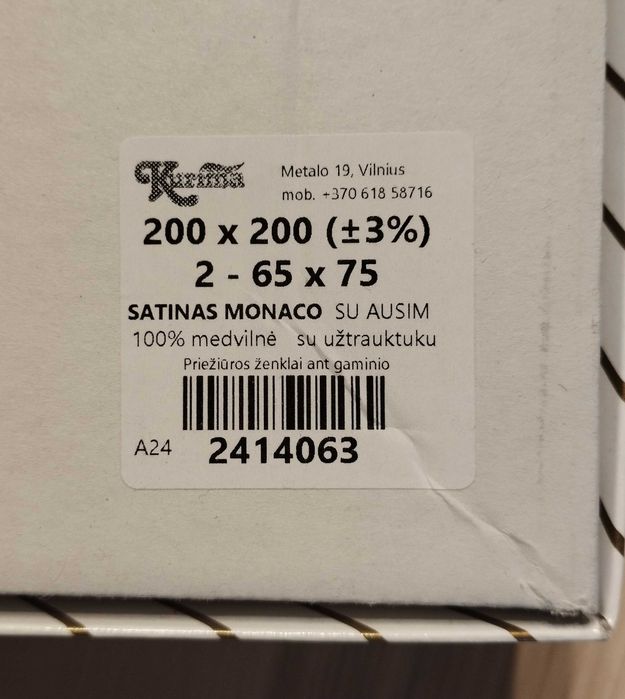 Kurima
Metalo 19, Vilnius
mob. +370 618 58716
200 x 200 (±3%)
2 - 65 x 75
SATINAS MONACO SU AUSIM
100% medvilnė su užtrauktuku
Priežiūros ženklai ant gaminio
A24 2414063